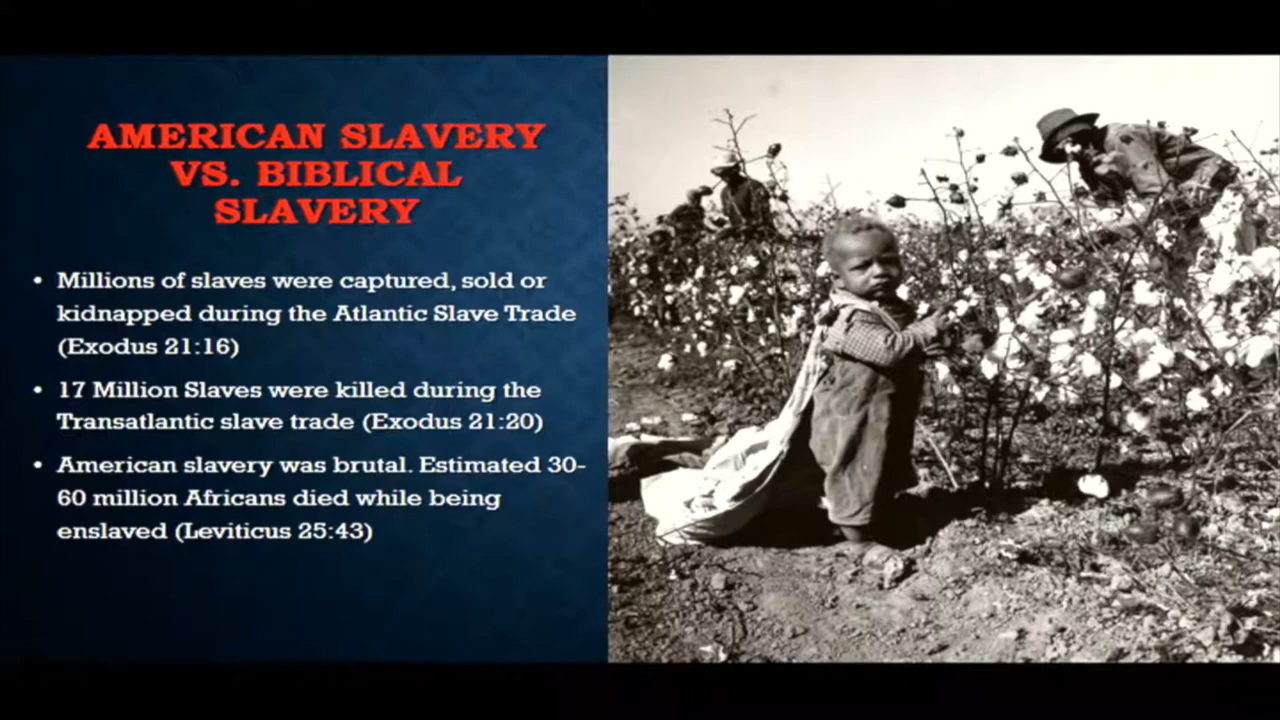 AMERICAN SLAVERY
VS. BIBLICAL
SLAVERY
• Millions of slaves were captured, sold or
kidnapped during the Atlantic Slave Trade
(Exodus 21:16)
• 17 Million Slaves were killed during the
Transatlantic slave trade (Exodus 21:20)
• American slavery was brutal. Estimated 30-
60 million Africans died while being
enslaved (Leviticus 25:43)